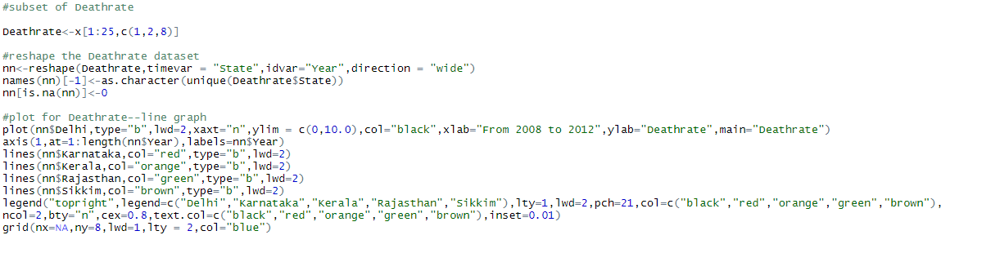 #subset of Deathrate
Deathrate<-x[1:25,c(1,2,8)]
#reshape the Deathrate dataset
nn<-reshape(Deathrate,timevar = "State",idvar="Year",direction = "wide")
names(nn)[-1]<-as.character(unique(Deathrate$State))
nn[is.na(nn)]<-0
#plot for Deathrate--line graph
plot(nn$Delhi,type="b",lwd=2,xaxt="n",ylim = c(0,10.0),col="black",xlab="From 2008 to 2012",ylab="Deathrate",main="Deathrate")
axis(1,at=1:length(nn$Year),labels=nn$Year)
lines(nn$Karnataka,col="red",type="b",lwd=2)
lines(nn$Kerala,col="orange",type="b",lwd=2)
lines(nn$Rajasthan,col="green",type="b",lwd=2)
lines(nn$Sikkim,col="brown",type="b",lwd=2)
legend("topright",legend=c("Delhi","Karnataka","Kerala","Rajasthan","Sikkim"),lty=1,lwd=2,pch=21,col=c("black","red","orange","green","brown"),
ncol=2,bty="n",cex=0.8,text.col=c("black","red","orange","green","brown"),inset=0.01)
grid(nx=NA,ny=8,lwd=1,lty = 2,col="blue")